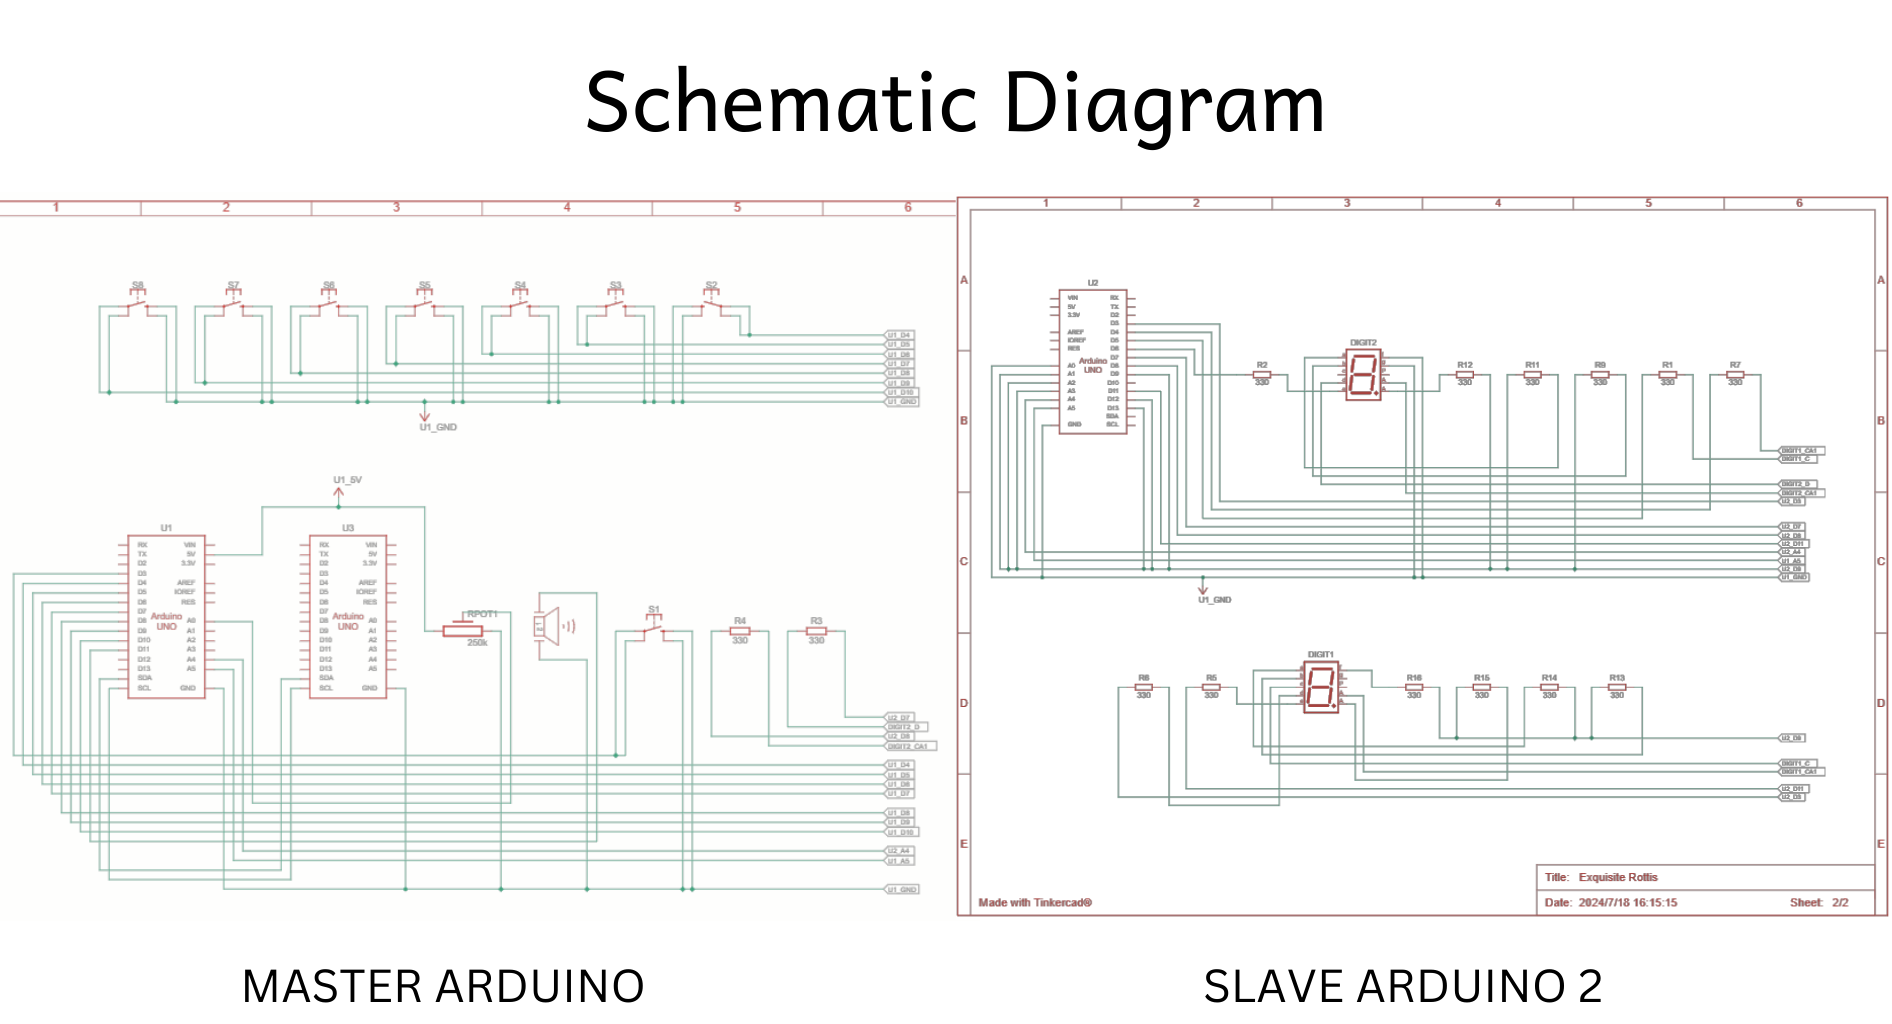 Schematic Diagram
1 2 3 4 5 6
S8 S7 S6 S5 S4 S3 S2
U1_D4
U1_D5
U1_D6
U1_D7
U1_D8
U1_D9
U1_D10
U1_GND
U1_GND
U1_5V
U1
RX VIN
TX 5V
D2 3.3V
D3
D4 AREF
D5 IOREF
D6 RES
D7
D8 A0
D9 A1
D10 A2
D11 A3
D12 A4
D13 A5
SDA
SCL GND
Arduino
UNO
U3
RX VIN
TX 5V
D2 3.3V
D3
D4 AREF
D5 IOREF
D6 RES
D7
D8 A0
D9 A1
D10 A2
D11 A3
D12 A4
D13 A5
SDA
SCL GND
Arduino
UNO
RPOT1
250k
S1
R4
330
R3
330
U2_D7
DIGIT2_D
U2_D8
DIGIT2_CA1
U1_D4
U1_D5
U1_D6
U1_D7
U1_D8
U1_D9
U1_D10
U2_A4
U1_A5
U1_GND
MASTER ARDUINO
1 2 3 4 5 6
A A
B B
C C
D D
E E
U2
VIN RX
5V TX
3.3V D2
D3
AREF D4
IOREF D5
RES D6
D7
A0 D8
A1 D9
A2 D10
A3 D11
A4 D12
A5 D13
SDA
GND SCL
Arduino
UNO
R2
330
DIGIT2
R12
330
R11
330
R9
330
R1
330
R7
330
DIGIT1_CA1
DIGIT1_C
DIGIT2_D
DIGIT2_CA1
U2_D7
U2_D11
U2_A4
U1_A5
U1_GND
U1_GND
DIGIT1
R6
330
R5
330
R16
330
R15
330
R14
330
R13
330
DIGIT1_C
DIGIT1_CA1
U2_D11
Made with Tinkercad®
Title: Exquisite Rottis
Date: 2024/7/18 16:15:15 Sheet: 2/2
SLAVE ARDUINO 2